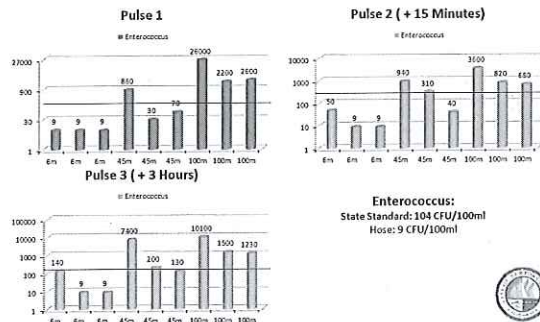 Pulse 1
Enterococcus
27000
900
30
1
9 9 9 880 30 70 26000 2200 2600
6m 6m 6m 45m 45m 45m 100m 100m 100m
Pulse 2 ( + 15 Minutes)
Enterococcus
10000
1000
100
10
1
50 9 9 940 310 40 3600 820 660
6m 6m 6m 45m 45m 45m 100m 100m 100m
Pulse 3 ( + 3 Hours)
Enterococcus
100000
10000
1000
100
10
1
140 9 9 7400 200 130 10100 1500 1230
6m 6m 6m 45m 45m 45m 100m 100m 100m
Enterococcus:
State Standard: 104 CFU/100ml
Hose: 9 CFU/100ml